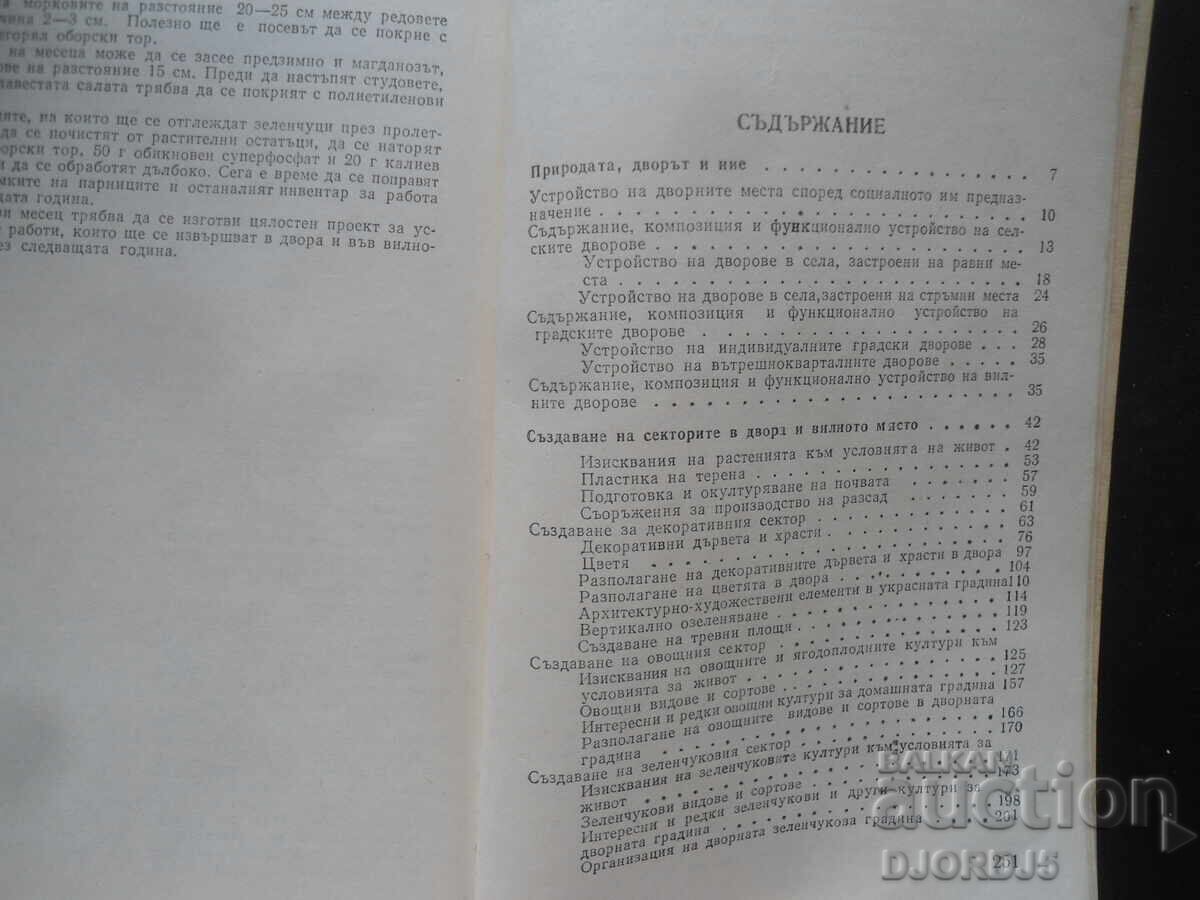 морковите на разстояние 20—25 см между редовете
2—3 см. Полезно ще е посевът да се покрие с
оборски тор.
на месеца може да се засее предзимно и магданозът,
на разстояние 15 см. Преди да настъпят студовете,
салата трябва да се покрият с полиетиленови
на които ще се отглеждат зеленчуци през пролет-
да се почистят от растителни остатъци, да се наторят
тор, 50 г обикновен суперфосфат и 20 г калиев
да се обработят дълбоко. Сега е време да се поправят
на парниците и останалият инвентар за работа
година.
месец трябва да се изготви цялостен проект за ус-
работи, които ще се извършват в двора и във вилно-
следващата година.
СЪДЪРЖАНИЕ
Природата, дворът и ние . . . . . . . . . . . . . . . . 7
Устройство на дворните места според социалното им предназ-
начение . . . . . . . . . . . . . . . . . . . . 10
Съдържание, композиция и функционално устройство на сел-
ските дворове . . . . . . . . . . . . . . . . . 13
Устройство на дворове в села, застроени на равни ме-
ста . . . . . . . . . . . . . . . . . . . 18
Устройство на дворове в села,застроени на стръмни места 24
Съдържание, композиция и функционално устройство на
градските дворове . . . . . . . . . . . . . . . 26
Устройство на индивидуалните градски дворове . . . 28
Устройство на вътрешнокварталните дворове . . . . . 35
Съдържание, композиция и функционално устройство на вил-
ните дворове . . . . . . . . . . . . . . . . . 35
Създаване на секторите в двора и вилното място . . . . . . 42
Изисквания на растенията към условията на живот . 42
Пластика на терена . . . . . . . . . . . . . 53
Подготовка и окултуряване на почвата . . . . . . 57
Съоръжения за производство на разсад . . . . . . 59
Създаване за декоративния сектор . . . . . . . . . . . 61
Декоративни дървета и храсти . . . . . . . . . . 63
Цветя . . . . . . . . . . . . . . . . . . 76
Разполагане на декоративните дървета и храсти в двора 97
Разполагане на цветята в двора . . . . . . . . . 104
Архитектурно-художествени елементи в украсната градина 110
Вертикално озеленяване . . . . . . . . . . . 114
Създаване на тревни площи . . . . . . . . . . 119
Създаване на овощния сектор . . . . . . . . . . . . 123
Изисквания на овощните и ягодоплодните култури към
условията за живот . . . . . . . . . . . . . 125
Овощни видове и сортове . . . . . . . . . . . 127
Интересни и редки овощни култури за домашната градина 157
Разполагане на овощните видове и сортове в дворната
градина . . . . . . . . . . . . . . . . . 166
Създаване на зеленчуковия сектор . . . . . . . . . . 170
Изисквания на зеленчуковите култури към условията за
живот . . . . . . . . . . . . . . . . . . 171
Зеленчукови видове и сортове . . . . . . . . . 173
Интересни и редки зеленчукови и други култури за
дворната градина . . . . . . . . . . . . . . 198
Организация на дворната зеленчукова градина . . . . 201
251
BALKAN
auction
DJORDJ5